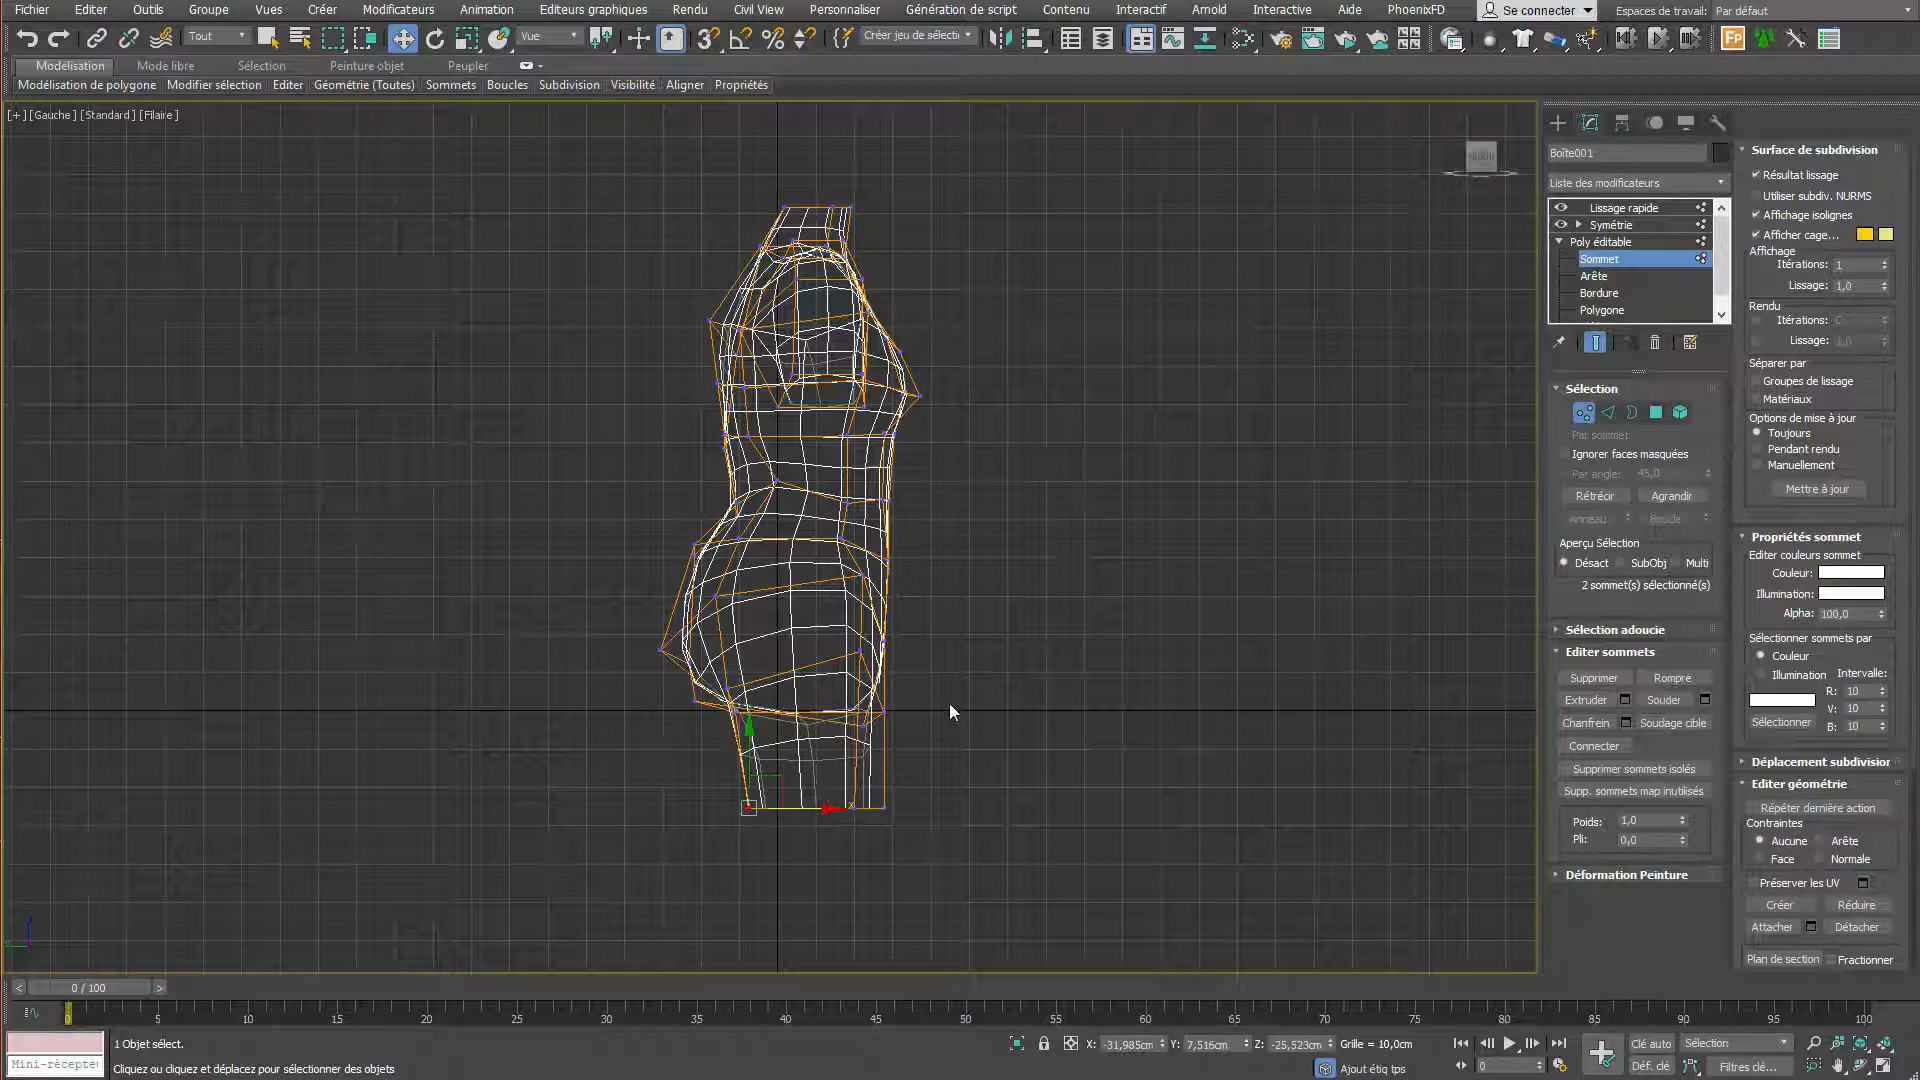 Fichier Editer Outils Groupe Vues Créer Modificateurs Animation Editeurs graphiques Rendu Civil View Personnaliser Génération de script Contenu Interactif Arnold Interactive Aide PhoenixFD Se connecter Espaces de travail: Par défaut
Tout Vue Créer jeu de sélecti
Modélisation Mode libre Sélection Peinture objet Peupler
Modélisation de polygone Modifier sélection Editer Géométrie (Toutes) Sommets Boucles Subdivision Visibilité Aligner Propriétés
[+] [Gauche] [Standard] [Filaire]
Boîte001
Liste des modificateurs
Lissage rapide
Symétrie
Poly éditable
Sommet
Arête
Bordure
Polygone
Sélection
Par sommet
Ignorer faces masquées
Par angle: 45,0
Rétrécir Agrandir
Anneau Boucle
Aperçu Sélection
Désact SubObj Multi
2 sommet(s) sélectionné(s)
Sélection adoucie
Editer sommets
Supprimer Rompre
Extruder Souder
Chanfrein Soudage cible
Connecter
Supprimer sommets isolés
Supp. sommets map inutilisés
Poids: 1,0
Pli: 0,0
Déformation Peinture
Surface de subdivision
Résultat lissage
Utiliser subdiv. NURMS
Affichage isolignes
Afficher cage...
Affichage
Itérations: 1
Lissage: 1,0
Rendu
Itérations:
Lissage: 1,0
Séparer par
Groupes de lissage
Matériaux
Options de mise à jour
Toujours
Pendant rendu
Manuellement
Mettre à jour
Propriétés sommet
Editer couleurs sommet
Couleur:
Illumination:
Alpha: 100,0
Sélectionner sommets par
Couleur
Illumination Intervalle:
R: 10
V: 10
Sélectionner B: 10
Déplacement subdivision
Editer géométrie
Répéter dernière action
Contraintes
Aucune Arête
Face Normale
Préserver les UV
Créer Réduire
Attacher Détacher
Plan de section Fractionner
< 0 / 100 >
0 5 10 15 20 25 30 35 40 45 50 55 60 65 70 75 80 85 90 95 100
1 Objet sélect. X: -31,985cm Y: 7,516cm Z: -25,523cm Grille = 10,0cm Clé auto Sélection
Mini-récepte Cliquez ou cliquez et déplacez pour sélectionner des objets Ajout étiq tps 0 Déf. clé Filtres clé...